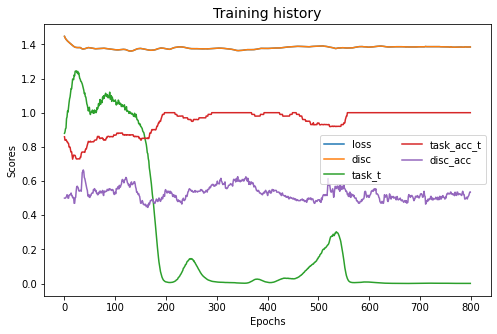 Training history
Scores
1.4
1.2
1.0
0.8
0.6
0.4
0.2
0.0
loss
disc
task_t
task_acc_t
disc_acc
0 100 200 300 400 500 600 700 800
Epochs